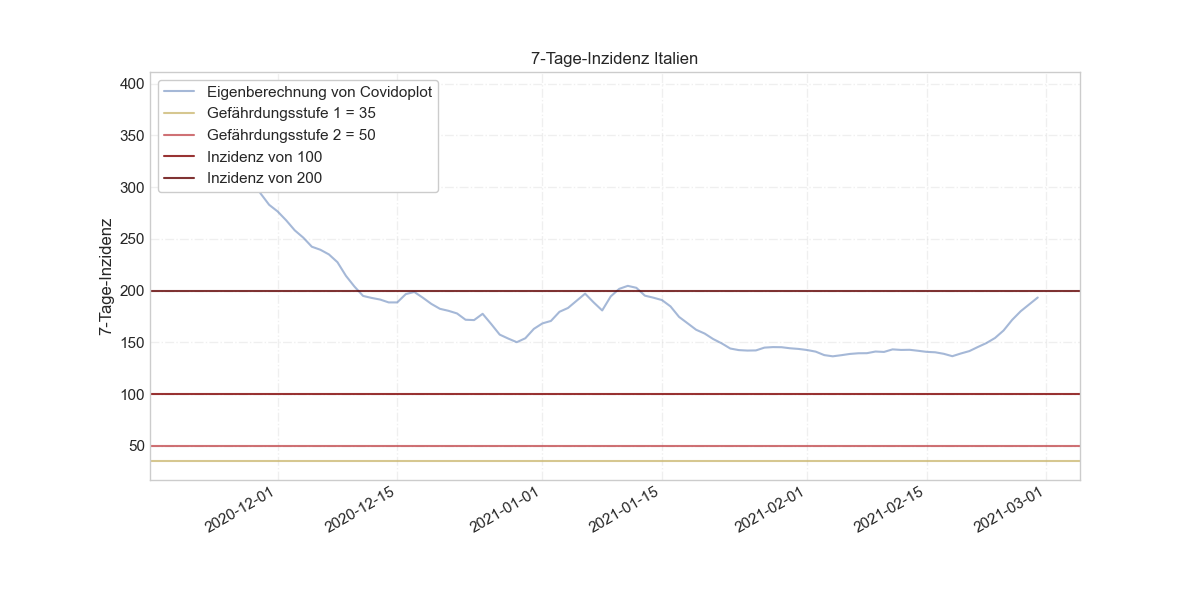 7-Tage-Inzidenz Italien
400
350
300
250
200
150
100
50
7-Tage-Inzidenz
Eigenberechnung von Covidoplot
Gefährdungsstufe 1 = 35
Gefährdungsstufe 2 = 50
Inzidenz von 100
Inzidenz von 200
2020-12-01
2020-12-15
2021-01-01
2021-01-15
2021-02-01
2021-02-15
2021-03-01